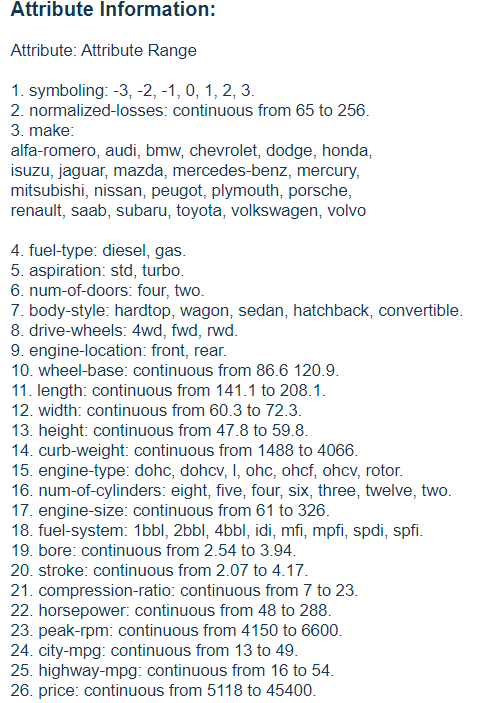 Attribute Information:
Attribute: Attribute Range
1. symboling: -3, -2, -1, 0, 1, 2, 3.
2. normalized-losses: continuous from 65 to 256.
3. make:
alfa-romero, audi, bmw, chevrolet, dodge, honda,
isuzu, jaguar, mazda, mercedes-benz, mercury,
mitsubishi, nissan, peugot, plymouth, porsche,
renault, saab, subaru, toyota, volkswagen, volvo
4. fuel-type: diesel, gas.
5. aspiration: std, turbo.
6. num-of-doors: four, two.
7. body-style: hardtop, wagon, sedan, hatchback, convertible.
8. drive-wheels: 4wd, fwd, rwd.
9. engine-location: front, rear.
10. wheel-base: continuous from 86.6 120.9.
11. length: continuous from 141.1 to 208.1.
12. width: continuous from 60.3 to 72.3.
13. height: continuous from 47.8 to 59.8.
14. curb-weight: continuous from 1488 to 4066.
15. engine-type: dohc, dohcv, l, ohc, ohcf, ohcv, rotor.
16. num-of-cylinders: eight, five, four, six, three, twelve, two.
17. engine-size: continuous from 61 to 326.
18. fuel-system: 1bbl, 2bbl, 4bbl, idi, mfi, mpfi, spdi, spfi.
19. bore: continuous from 2.54 to 3.94.
20. stroke: continuous from 2.07 to 4.17.
21. compression-ratio: continuous from 7 to 23.
22. horsepower: continuous from 48 to 288.
23. peak-rpm: continuous from 4150 to 6600.
24. city-mpg: continuous from 13 to 49.
25. highway-mpg: continuous from 16 to 54.
26. price: continuous from 5118 to 45400.